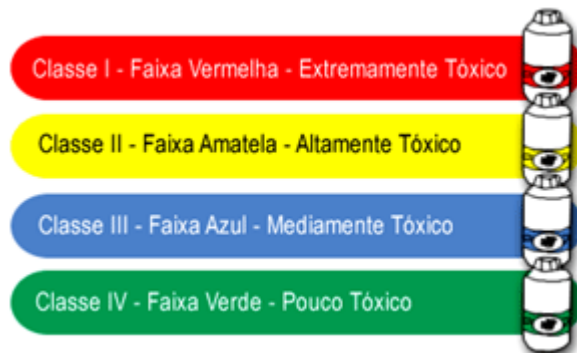 Classe I - Faixa Vermelha - Extremamente Tóxico
Classe II - Faixa Amatela - Altamente Tóxico
Classe III - Faixa Azul - Mediamente Tóxico
Classe IV - Faixa Verde - Pouco Tóxico